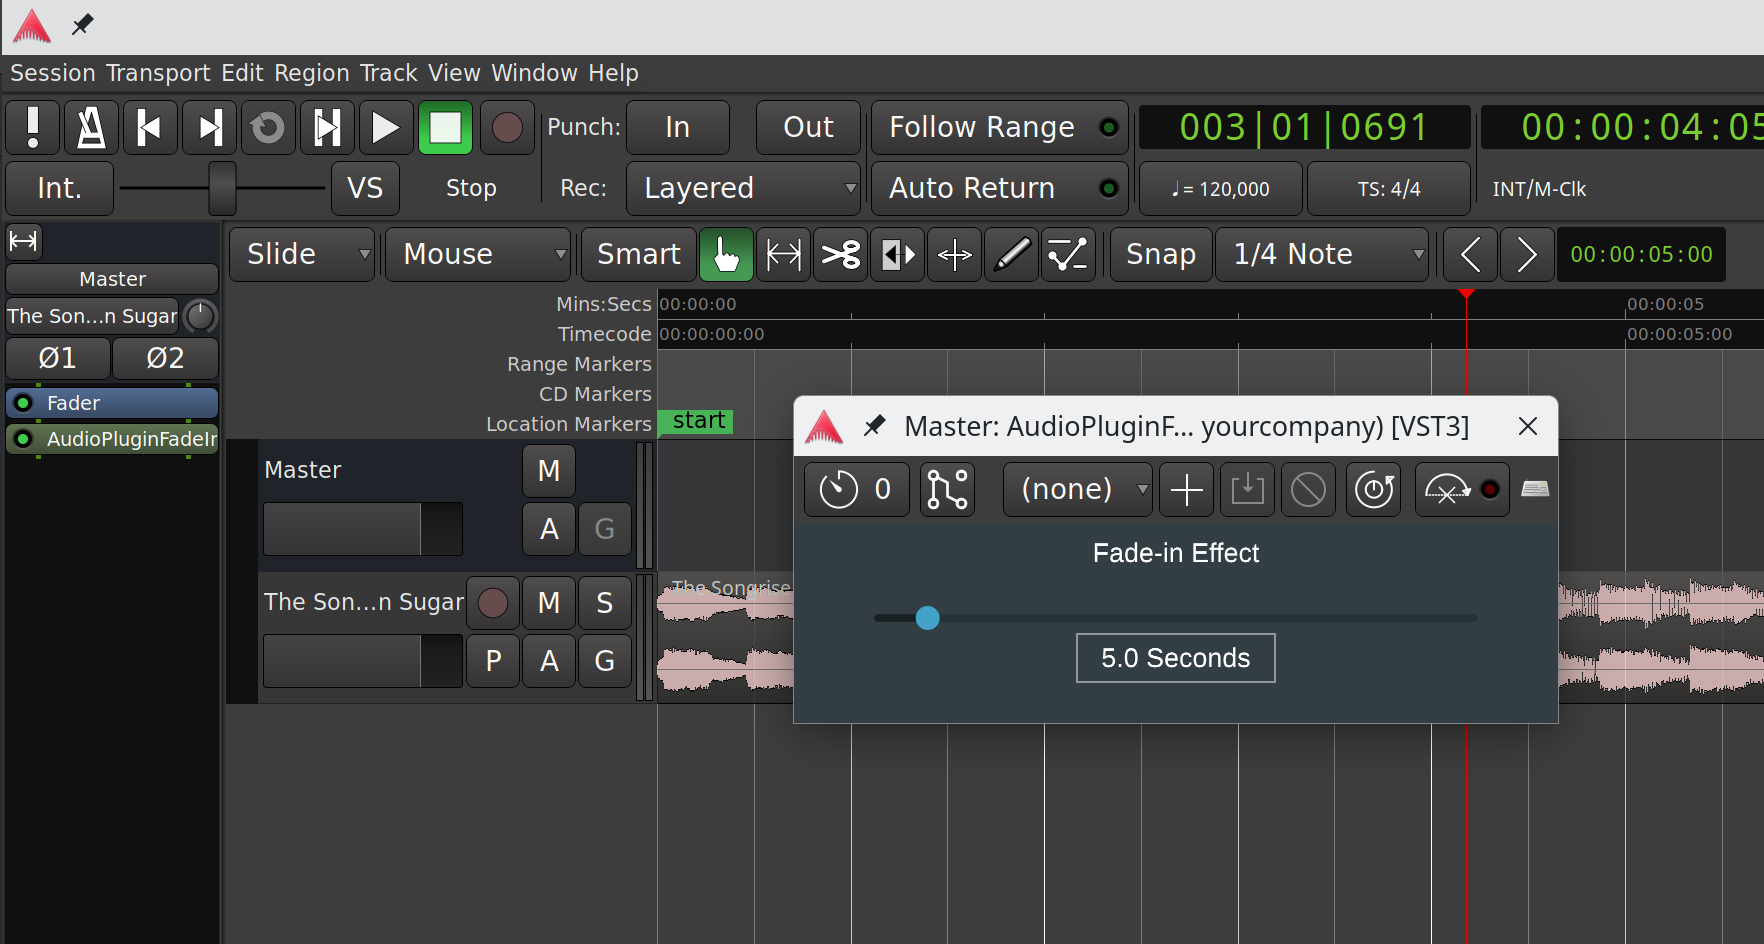 Session Transport Edit Region Track View Window Help
Punch: In Out Follow Range 003|01|0691 00:00:04:05
Int. VS Stop Rec: Layered Auto Return ♩ = 120,000 TS: 4/4 INT/M-Clk
Slide Mouse Smart Snap 1/4 Note 00:00:05:00
Master
The Son...n Sugar
Ø1 Ø2
Fader
AudioPluginFadeIn
Mins:Secs 00:00:00 00:00:05
Timecode 00:00:00:00 00:00:05:00
Range Markers
CD Markers
Location Markers start
Master M
A G
The Son...n Sugar M S
P A G
The Songrise
Master: AudioPluginF... yourcompany) [VST3]
0 (none)
Fade-in Effect
5.0 Seconds